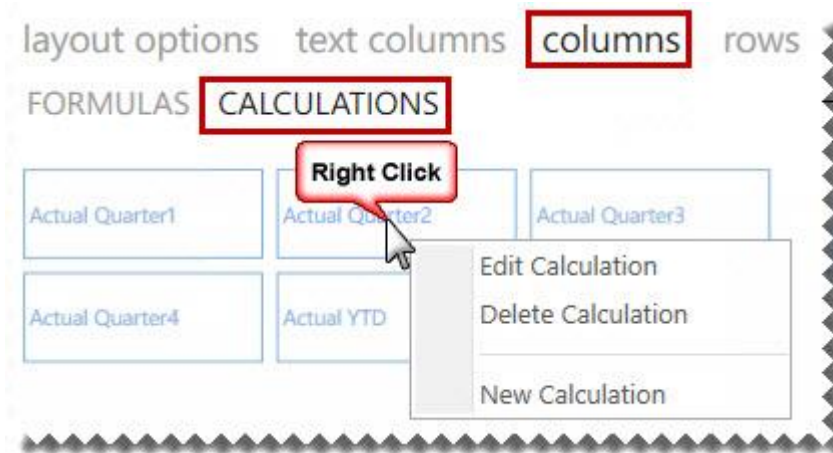 layout options text columns columns rows
FORMULAS CALCULATIONS
Right Click
Actual Quarter1 Actual Quarter2 Actual Quarter3
Edit Calculation
Actual Quarter4 Actual YTD Delete Calculation
New Calculation